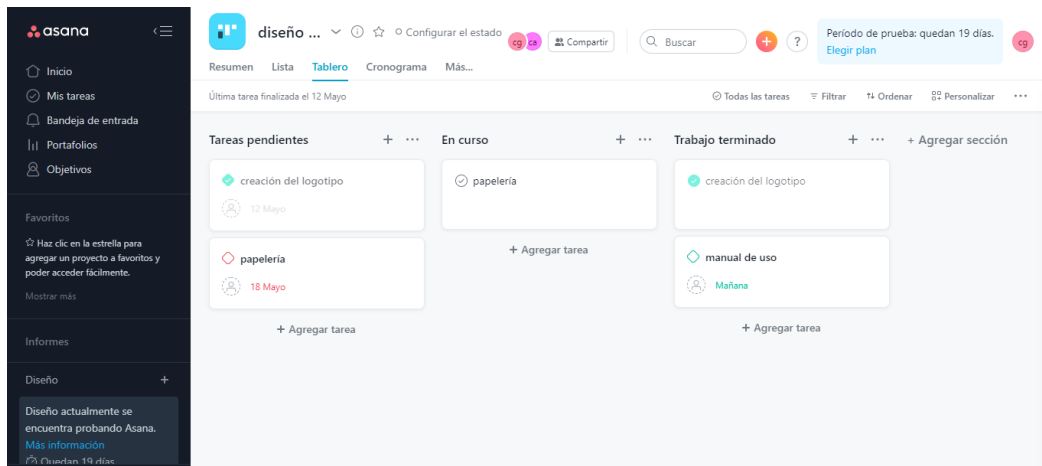 asana
Inicio
Mis tareas
Bandeja de entrada
Portafolios
Objetivos
Favoritos
Haz clic en la estrella para
agregar un proyecto a favoritos y
poder acceder fácilmente.
Mostrar más
Informes
Diseño +
Diseño actualmente se
encuentra probando Asana.
Más información
Quedan 19 días
diseño ... Configurar el estado
cg ca Compartir
Buscar
+ ?
Período de prueba: quedan 19 días.
Elegir plan
cg
Resumen Lista Tablero Cronograma Más...
Última tarea finalizada el 12 Mayo
Todas las tareas Filtrar Ordenar Personalizar ...
Tareas pendientes + ...
creación del logotipo
12 Mayo
papelería
18 Mayo
+ Agregar tarea
En curso + ...
papelería
+ Agregar tarea
Trabajo terminado + ...
creación del logotipo
manual de uso
Mañana
+ Agregar tarea
+ Agregar sección